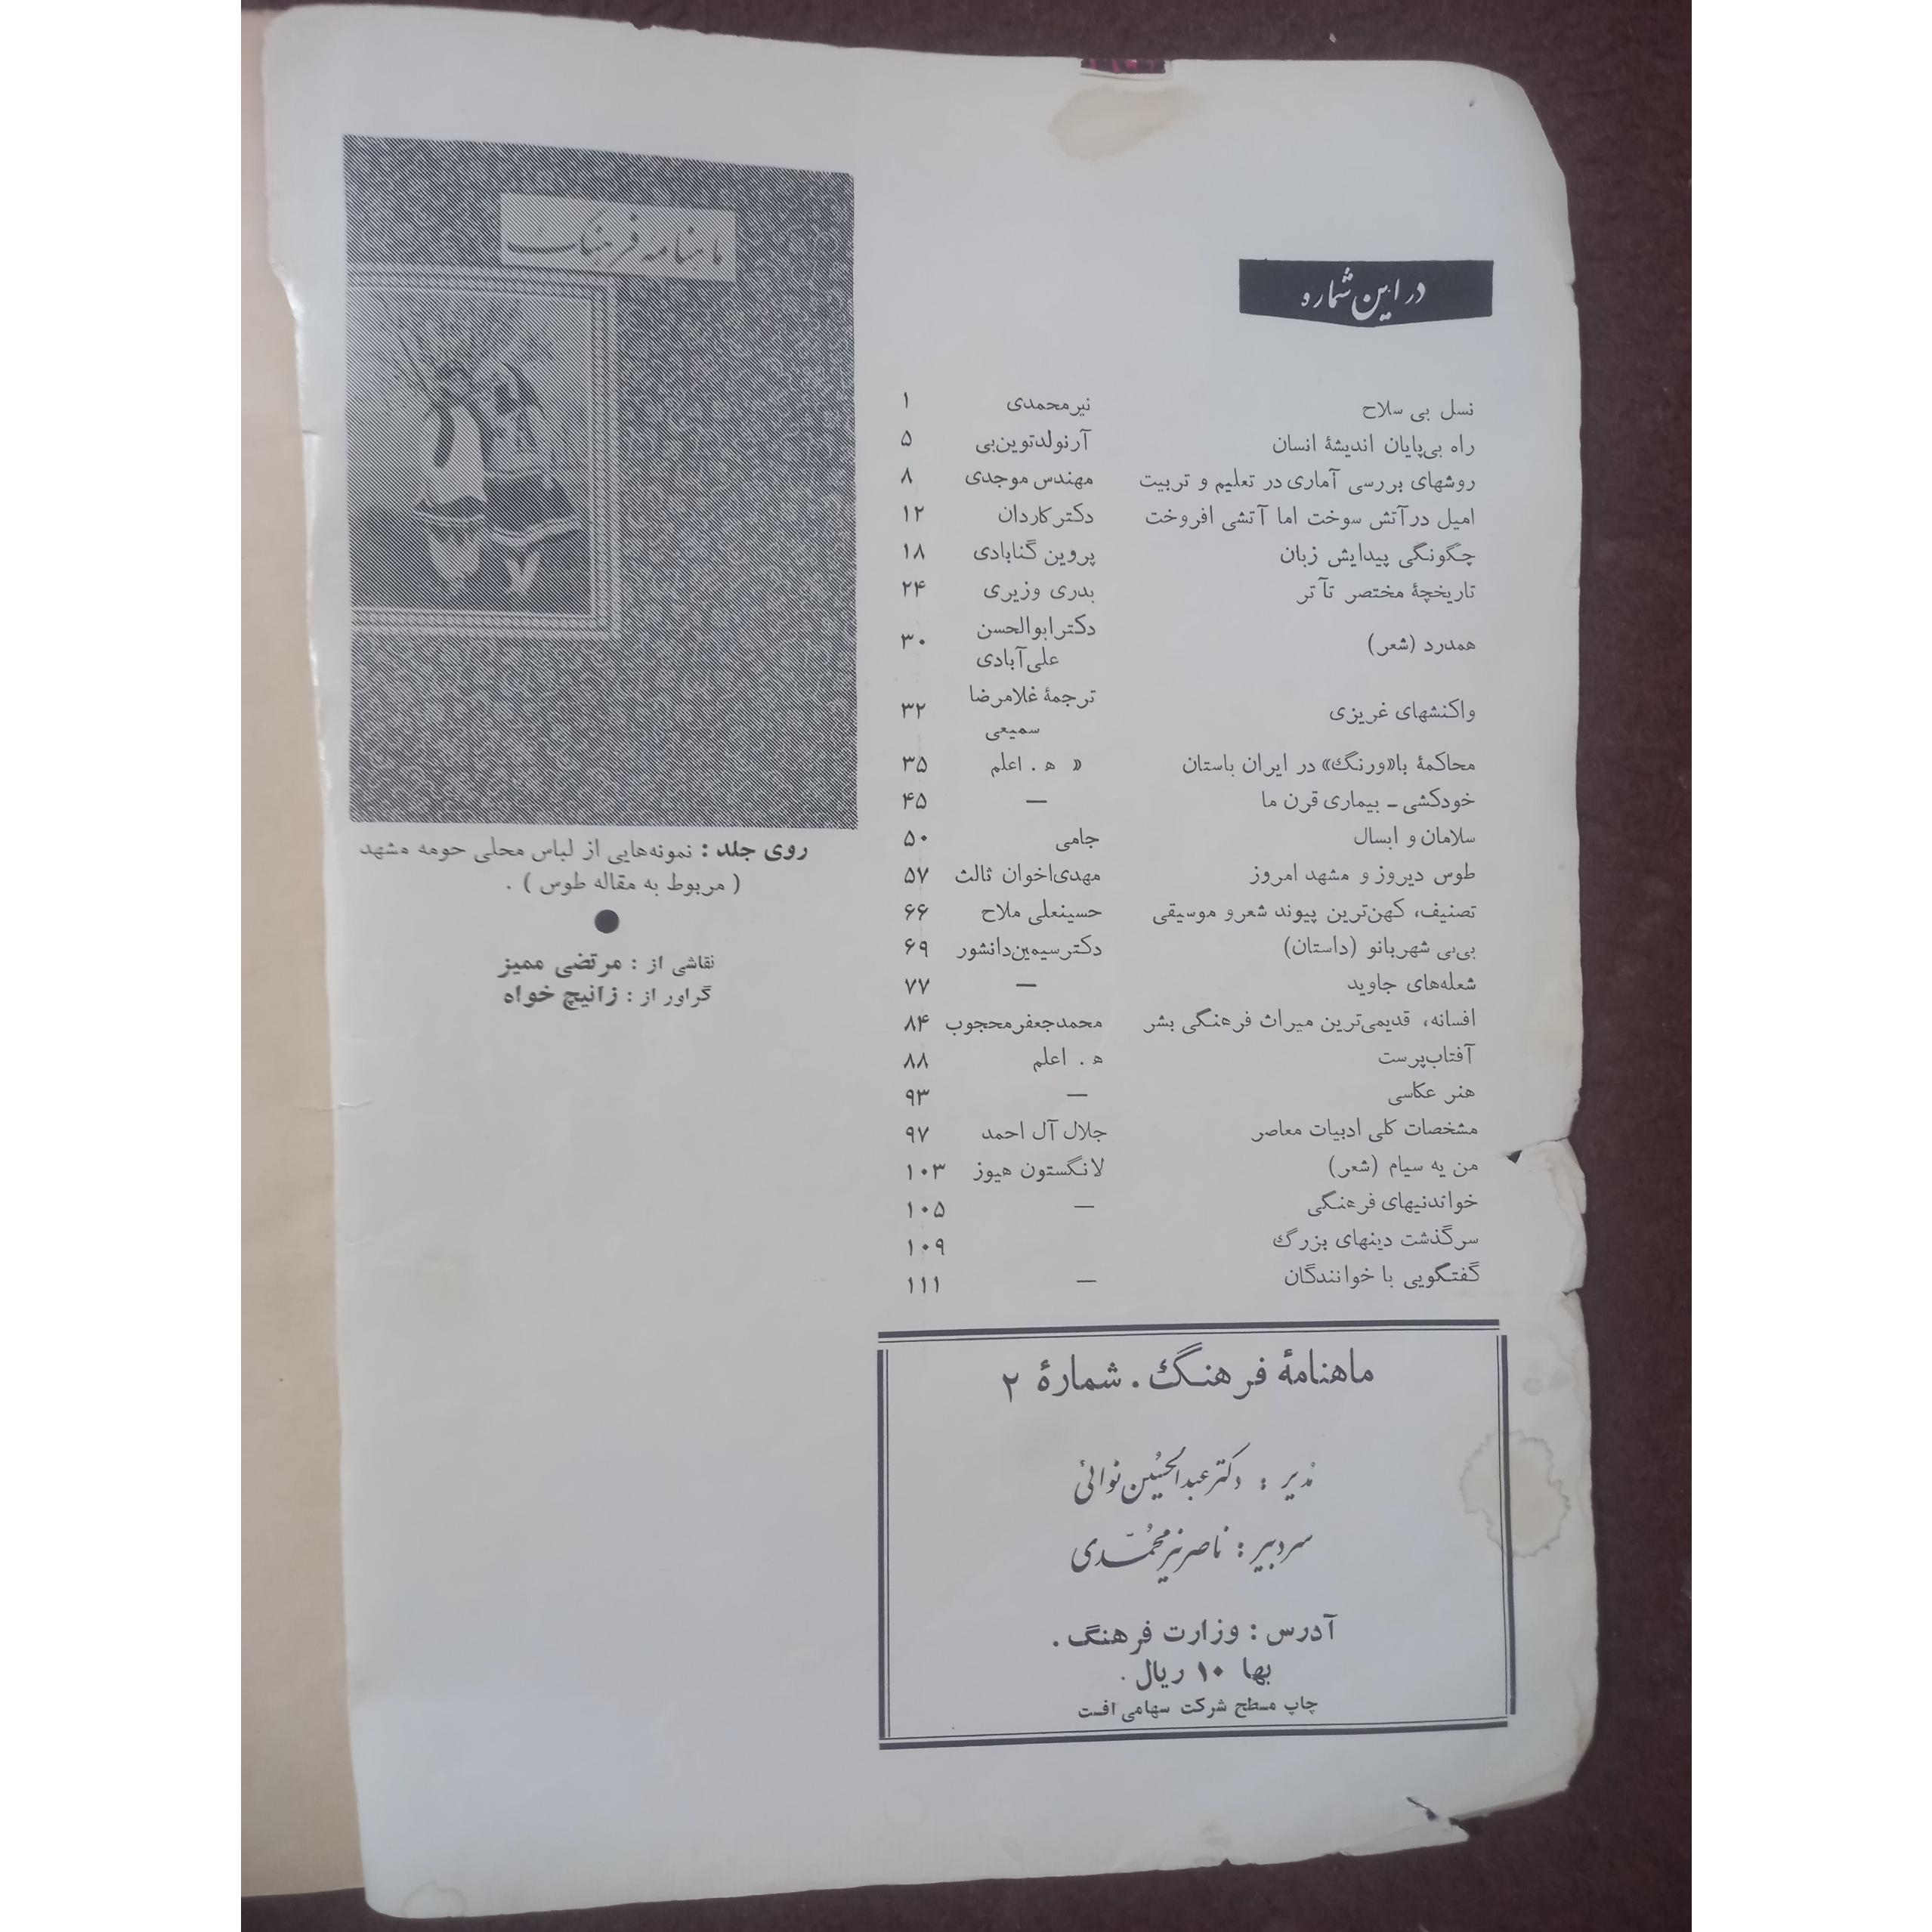 در این شماره
نسل بی سلاح نیرمحمدی ۱
راه بی‌پایان اندیشهٔ انسان آرنولدتوین‌بی ۵
روشهای بررسی آماری در تعلیم و تربیت مهندس موجدی ۸
امیل درآتش سوخت اما آتشی افروخت دکترکاردان ۱۲
چگونگی پیدایش زبان پروین گنابادی ۱۸
تاریخچهٔ مختصر تآتر بدری وزیری ۲۴
همدرد (شعر) دکترابوالحسن علی‌آبادی ۳۰
واکنشهای غریزی ترجمهٔ غلامرضا سمیعی ۳۲
محاکمهٔ با«ورنگ» در ایران باستان » ه . اعلم ۳۵
خودکشی ـ بیماری قرن ما — ۴۵
سلامان و ابسال جامی ۵۰
طوس دیروز و مشهد امروز مهدی‌اخوان ثالث ۵۷
تصنیف، کهن‌ترین پیوند شعرو موسیقی حسینعلی ملاح ۶۶
بی‌بی شهربانو (داستان) دکترسیمین‌دانشور ۶۹
شعله‌های جاوید — ۷۷
افسانه، قدیمی‌ترین میراث فرهنگی بشر محمدجعفرمحجوب ۸۴
آفتاب‌پرست ه . اعلم ۸۸
هنر عکاسی — ۹۳
مشخصات کلی ادبیات معاصر جلال آل احمد ۹۷
من یه سیام (شعر) لانگستون هیوز ۱۰۳
خواندنیهای فرهنگی — ۱۰۵
سرگذشت دینهای بزرگ ۱۰۹
گفتگویی با خوانندگان — ۱۱۱
ماهنامهٔ فرهنگ . شمارهٔ ۲
مدیر : دکتر عبدالحسین نوائی
سردبیر : ناصر نیرمحمدی
آدرس : وزارت فرهنگ .
بها ۱۰ ریال .
چاپ مسطح شرکت سهامی افست
ماهنامه فرهنگ
روی جلد : نمونه‌هایی از لباس محلی حومه مشهد
( مربوط به مقاله طوس ) .
نقاشی از : مرتضی ممیز
گراور از : زانیچ خواه